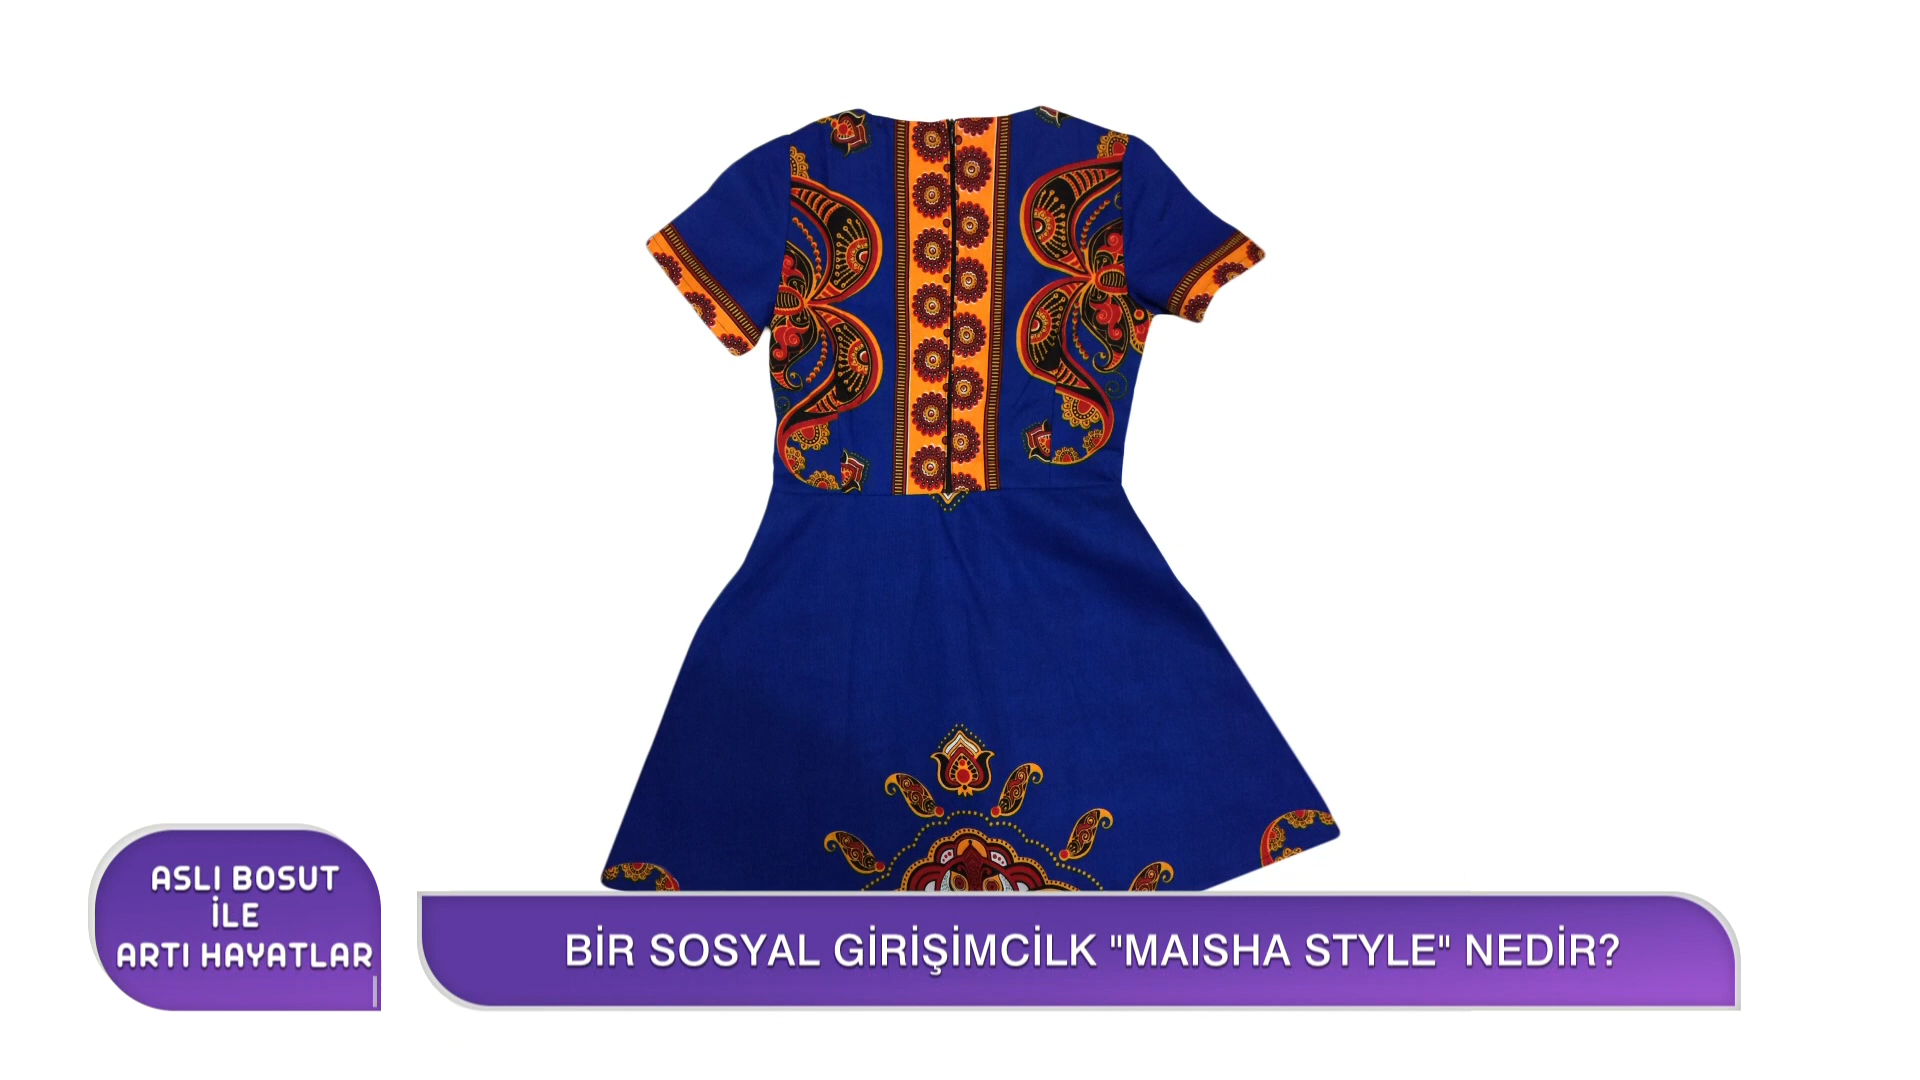 ASLI BOSUT
İLE
ARTI HAYATLAR
BİR SOSYAL GİRİŞİMCİLK "MAISHA STYLE" NEDİR?